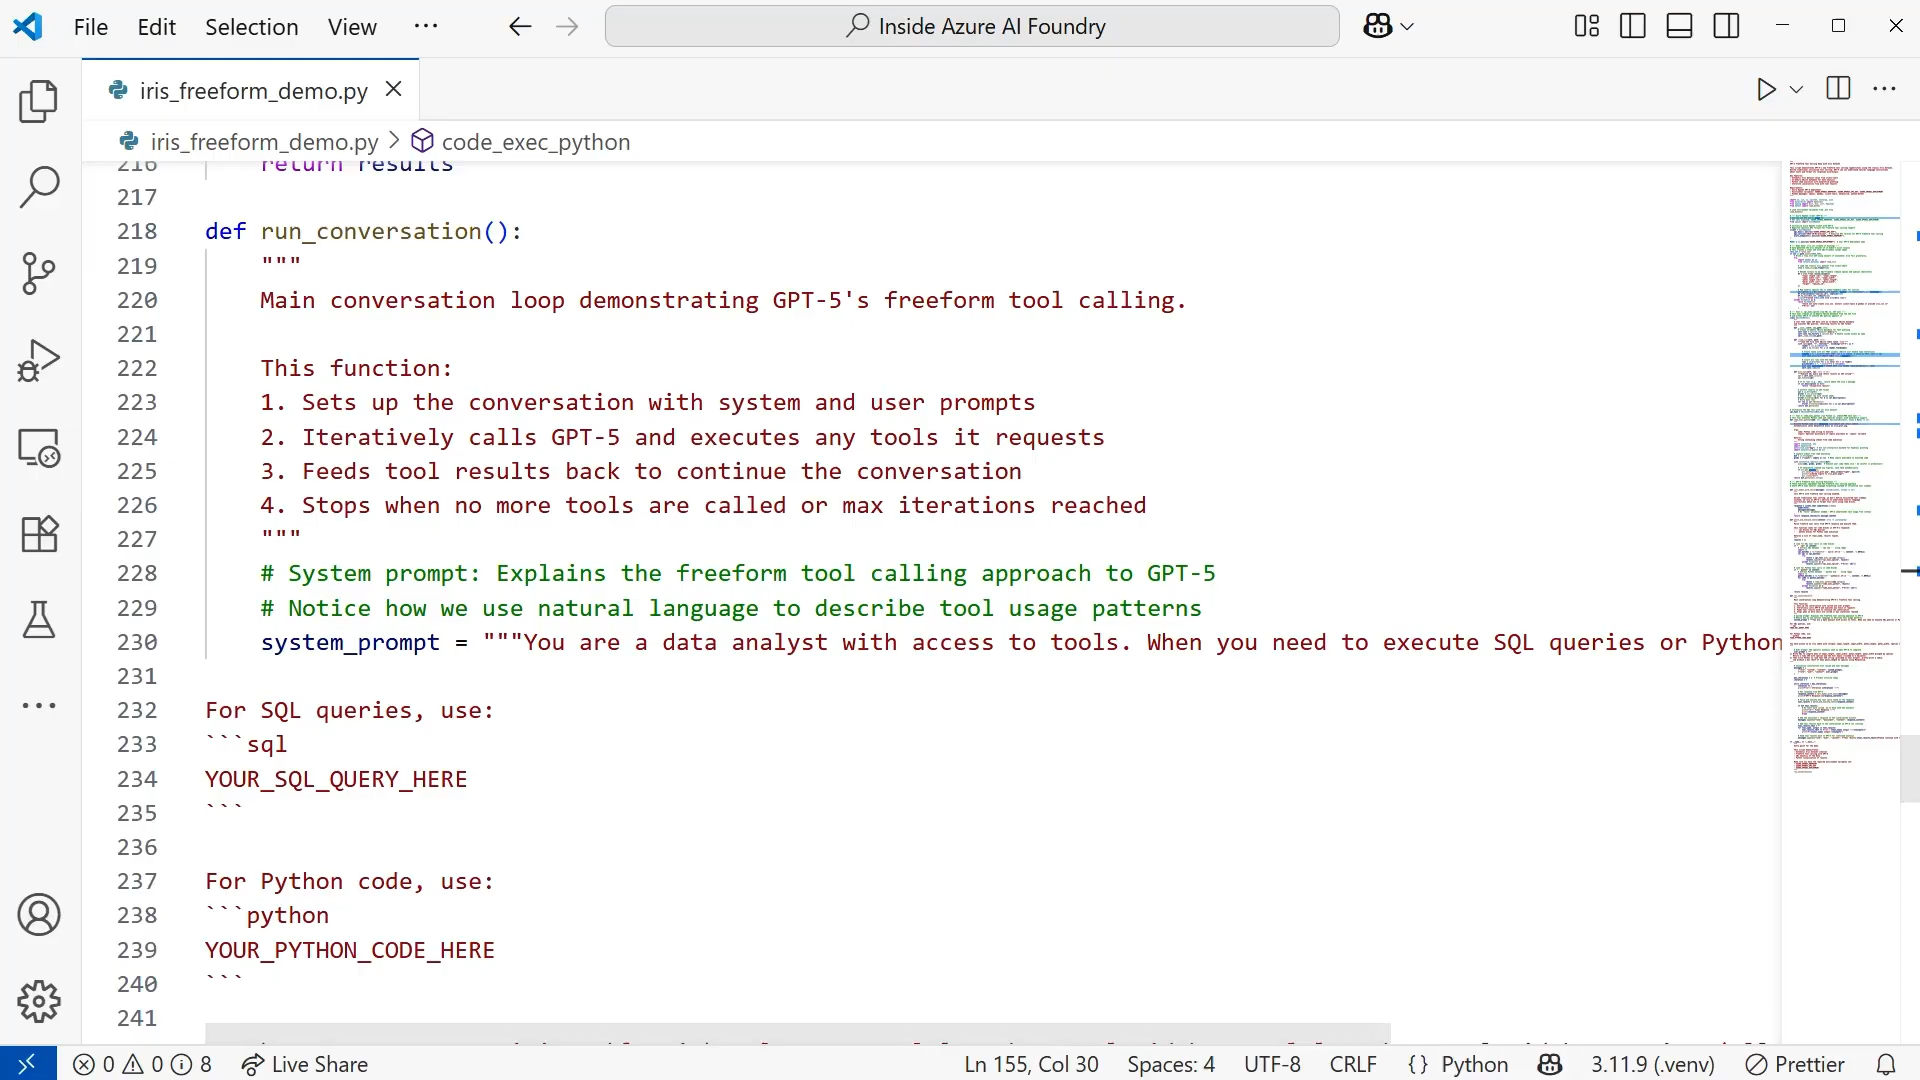 File Edit Selection View ··· Inside Azure AI Foundry
iris_freeform_demo.py
iris_freeform_demo.py > code_exec_python
216 return results
217
218 def run_conversation():
219 """
220 Main conversation loop demonstrating GPT-5's freeform tool calling.
221
222 This function:
223 1. Sets up the conversation with system and user prompts
224 2. Iteratively calls GPT-5 and executes any tools it requests
225 3. Feeds tool results back to continue the conversation
226 4. Stops when no more tools are called or max iterations reached
227 """
228 # System prompt: Explains the freeform tool calling approach to GPT-5
229 # Notice how we use natural language to describe tool usage patterns
230 system_prompt = """You are a data analyst with access to tools. When you need to execute SQL queries or Python
231
232 For SQL queries, use:
233 ```sql
234 YOUR_SQL_QUERY_HERE
235 ```
236
237 For Python code, use:
238 ```python
239 YOUR_PYTHON_CODE_HERE
240 ```
241
0 0 8 Live Share Ln 155, Col 30 Spaces: 4 UTF-8 CRLF {} Python 3.11.9 (.venv) Prettier